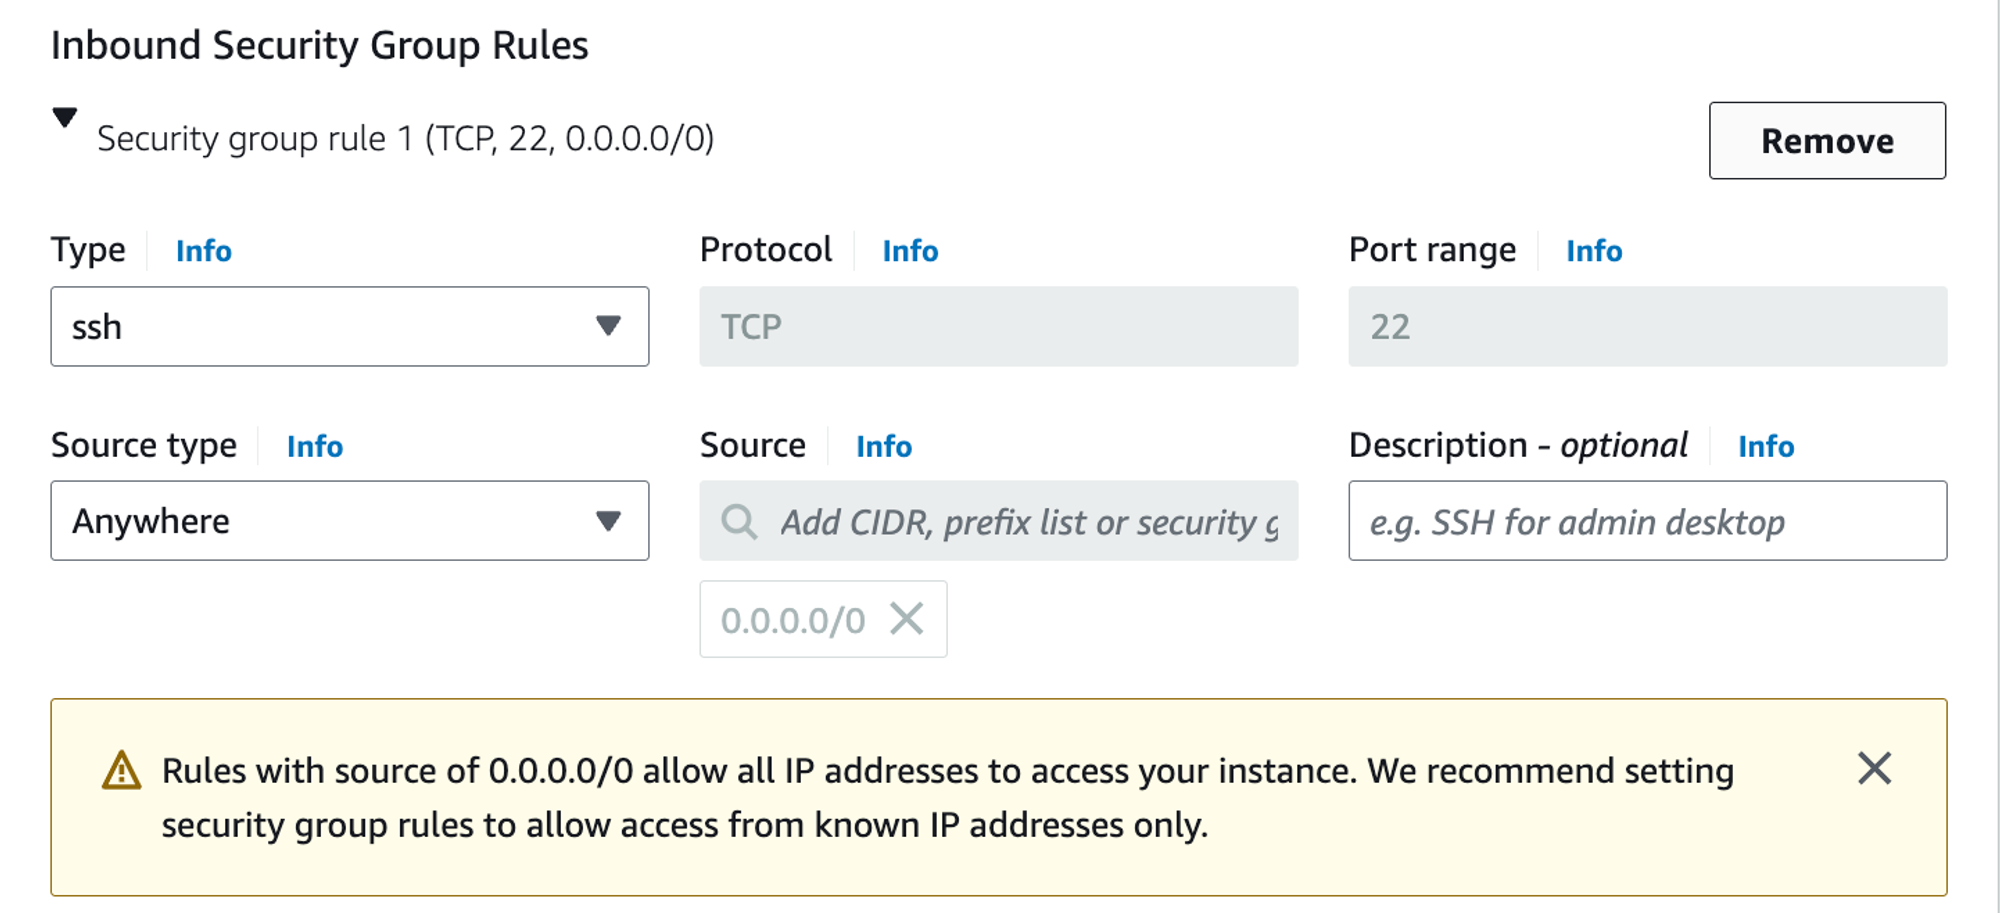 Inbound Security Group Rules
Security group rule 1 (TCP, 22, 0.0.0.0/0)
Remove
Type Info
Protocol Info
Port range Info
ssh
TCP
22
Source type Info
Source Info
Description - optional Info
Anywhere
Add CIDR, prefix list or security g
e.g. SSH for admin desktop
0.0.0.0/0
Rules with source of 0.0.0.0/0 allow all IP addresses to access your instance. We recommend setting
security group rules to allow access from known IP addresses only.